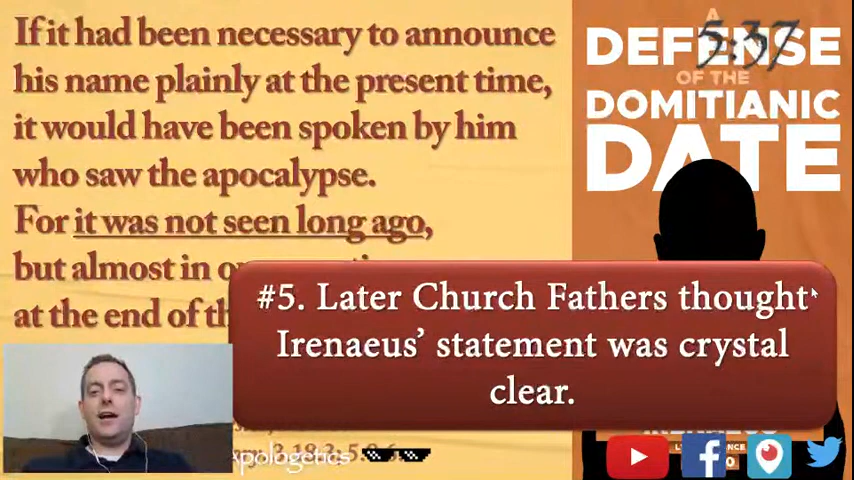 If it had been necessary to announce
his name plainly at the present time,
it would have been spoken by him
who saw the apocalypse.
For it was not seen long ago,
but almost in
at the end of
A
DEFENSE
OF THE
DOMITIANIC
DATE
5:37
#5. Later Church Fathers thought
Irenaeus’ statement was crystal
clear.